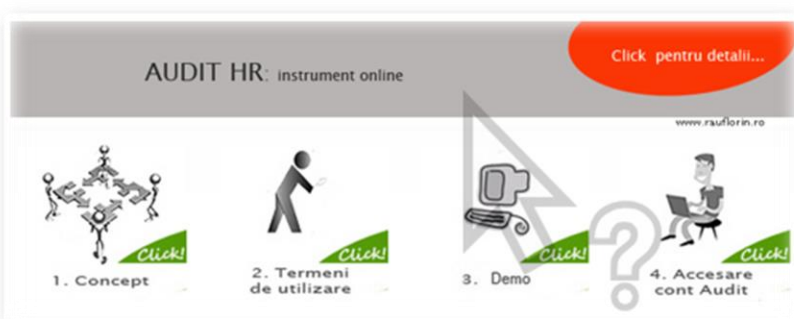 AUDIT HR: instrument online
Click pentru detalii...
www.rauflorin.ro
Click!
Click!
Click!
Click!
1. Concept
2. Termeni
de utilizare
3. Demo
4. Accesare
cont Audit
?